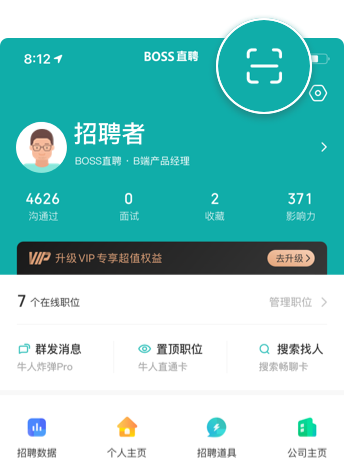 8:12
BOSS直聘
招聘者
BOSS直聘 · B端产品经理
4626 0 2 371
沟通过 面试 收藏 影响力
VIP 升级VIP专享超值权益 去升级
7 个在线职位 管理职位
群发消息 置顶职位 搜索找人
牛人炸弹Pro 牛人直通卡 搜索畅聊卡
招聘数据 个人主页 招聘道具 公司主页